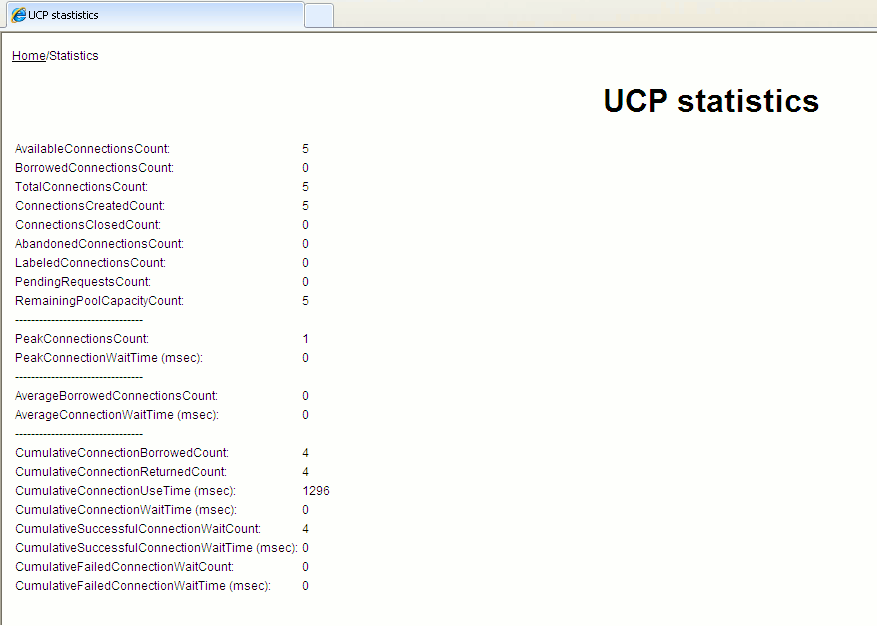 UCP stastistics
Home/Statistics
UCP statistics
AvailableConnectionsCount: 5
BorrowedConnectionsCount: 0
TotalConnectionsCount: 5
ConnectionsCreatedCount: 5
ConnectionsClosedCount: 0
AbandonedConnectionsCount: 0
LabeledConnectionsCount: 0
PendingRequestsCount: 0
RemainingPoolCapacityCount: 5
--------------------------------
PeakConnectionsCount: 1
PeakConnectionWaitTime (msec): 0
--------------------------------
AverageBorrowedConnectionsCount: 0
AverageConnectionWaitTime (msec): 0
--------------------------------
CumulativeConnectionBorrowedCount: 4
CumulativeConnectionReturnedCount: 4
CumulativeConnectionUseTime (msec): 1296
CumulativeConnectionWaitTime (msec): 0
CumulativeSuccessfulConnectionWaitCount: 4
CumulativeSuccessfulConnectionWaitTime (msec): 0
CumulativeFailedConnectionWaitCount: 0
CumulativeFailedConnectionWaitTime (msec): 0